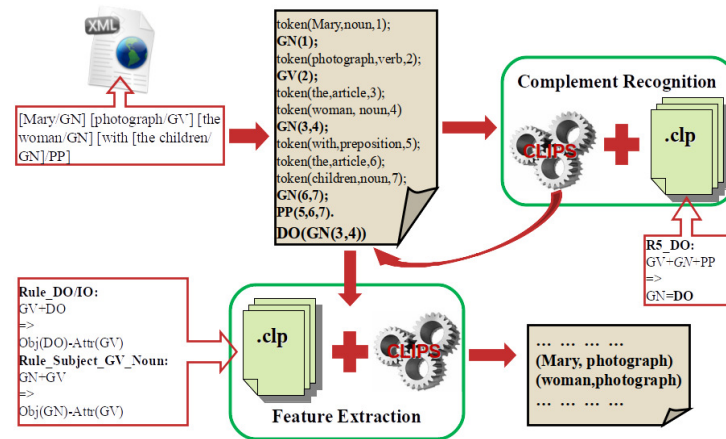 XML
[Mary/GN] [photograph/GV] [the
woman/GN] [with [the children/
GN]/PP]
token(Mary,noun,1);
GN(1);
token(photograph,verb,2);
GV(2);
token(the,article,3);
token(woman, noun,4)
GN(3,4);
token(with,preposition,5);
token(the,article,6);
token(children,noun,7);
GN(6,7);
PP(5,6,7).
DO(GN(3,4))
Complement Recognition
CLIPS
.clp
R5_DO:
GV+GN+PP
=>
GN=DO
Rule_DO/IO:
GV+DO
=>
Obj(DO)-Attr(GV)
Rule_Subject_GV_Noun:
GN+GV
=>
Obj(GN)-Attr(GV)
.clp
CLIPS
Feature Extraction
... ... ... ...
(Mary, photograph)
(woman,photograph)
... ... ... ...